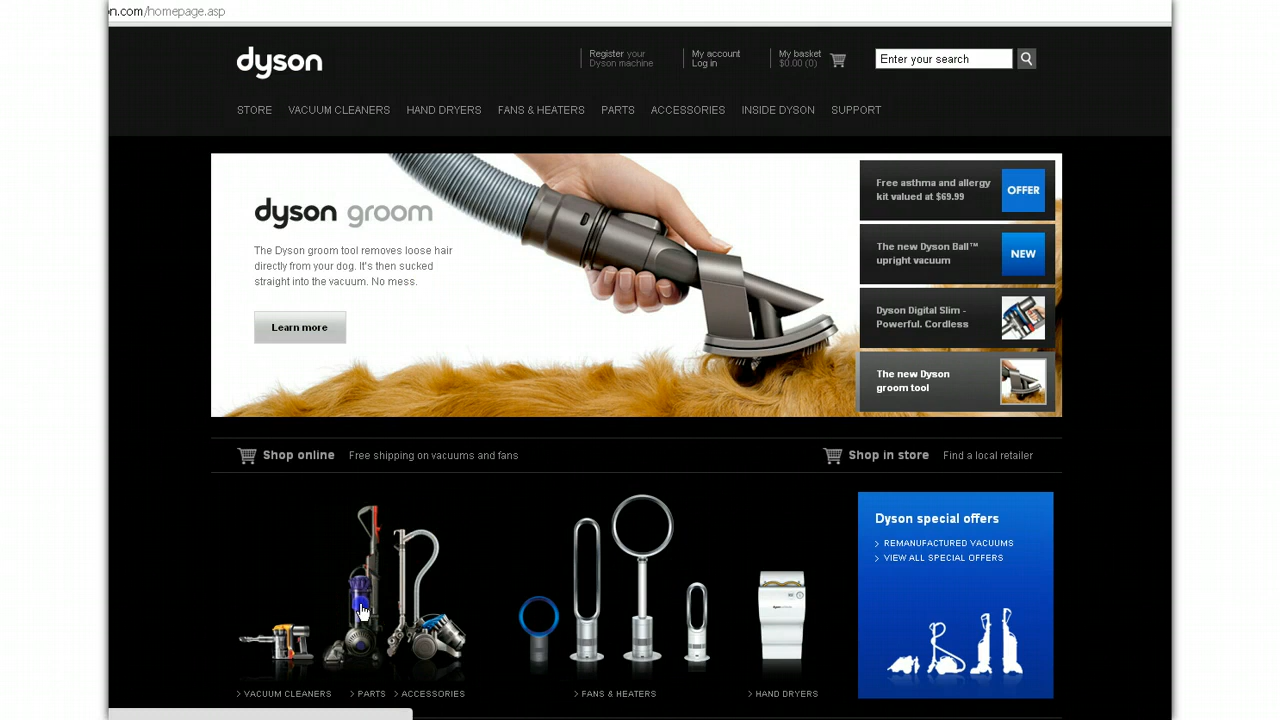 n.com/homepage.asp
dyson
Register your
Dyson machine
My account
Log in
My basket
$0.00 (0)
Enter your search
STORE VACUUM CLEANERS HAND DRYERS FANS & HEATERS PARTS ACCESSORIES INSIDE DYSON SUPPORT
dyson groom
The Dyson groom tool removes loose hair
directly from your dog. It's then sucked
straight into the vacuum. No mess.
Learn more
Free asthma and allergy
kit valued at $69.99
OFFER
The new Dyson Ball™
upright vacuum
NEW
Dyson Digital Slim -
Powerful. Cordless
The new Dyson
groom tool
Shop online Free shipping on vacuums and fans
Shop in store Find a local retailer
Dyson special offers
> REMANUFACTURED VACUUMS
> VIEW ALL SPECIAL OFFERS
> VACUUM CLEANERS > PARTS > ACCESSORIES > FANS & HEATERS > HAND DRYERS